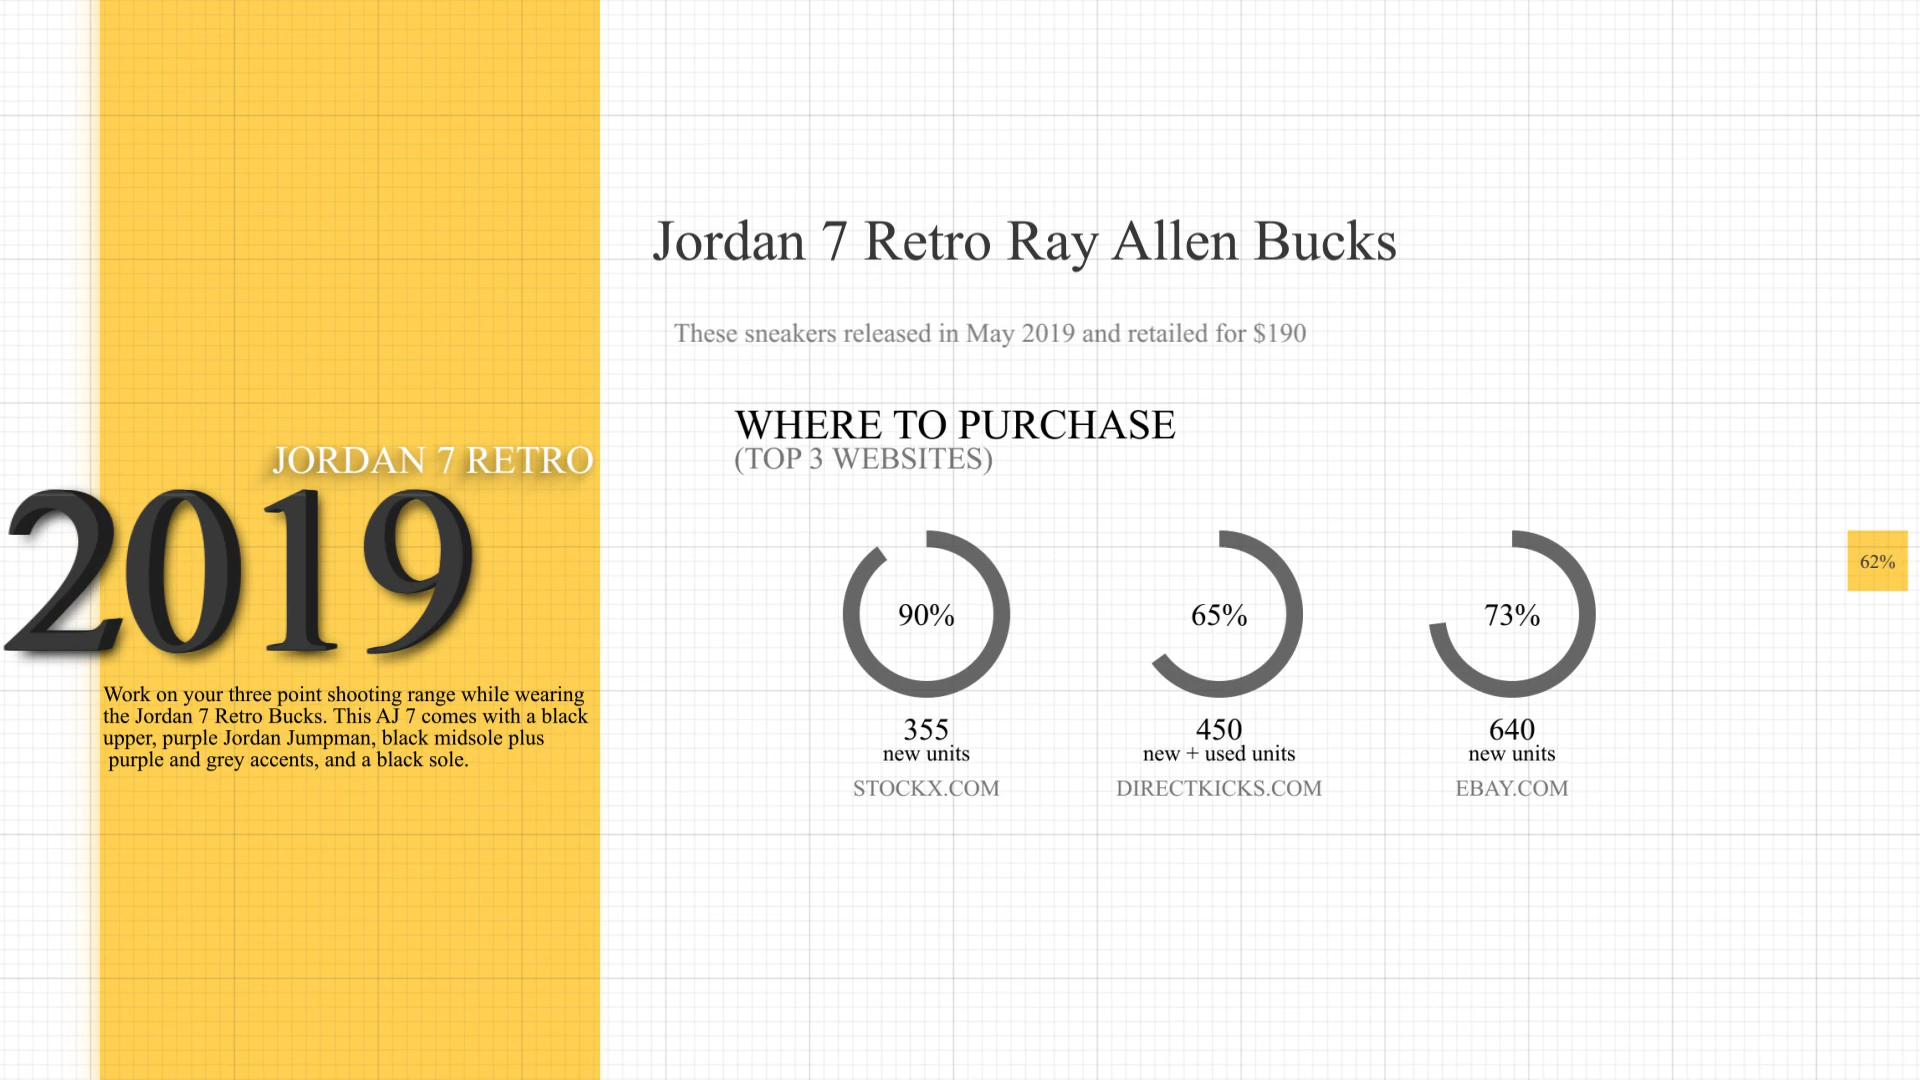 JORDAN 7 RETRO
2019
Work on your three point shooting range while wearing
the Jordan 7 Retro Bucks. This AJ 7 comes with a black
upper, purple Jordan Jumpman, black midsole plus
purple and grey accents, and a black sole.
Jordan 7 Retro Ray Allen Bucks
These sneakers released in May 2019 and retailed for $190
WHERE TO PURCHASE
(TOP 3 WEBSITES)
90%
355
new units
STOCKX.COM
65%
450
new + used units
DIRECTKICKS.COM
73%
640
new units
EBAY.COM
62%